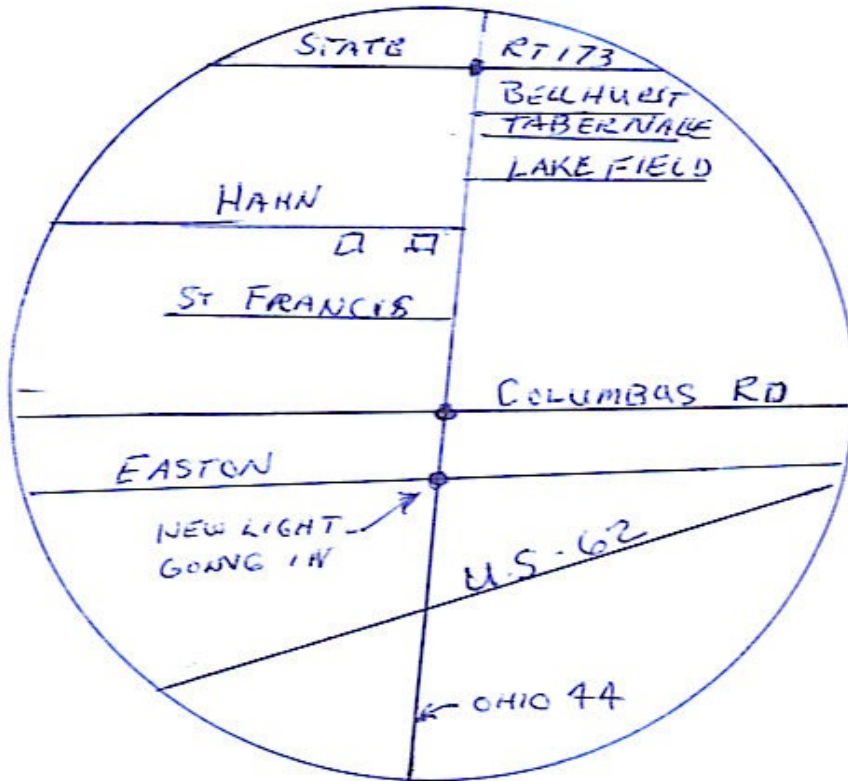 STATE RT 173
BELLHURST
TABERNACLE
LAKE FIELD
HAHN
ST FRANCIS
COLUMBUS RD
EASTON
NEW LIGHT
GOING IN
U.S. 62
OHIO 44